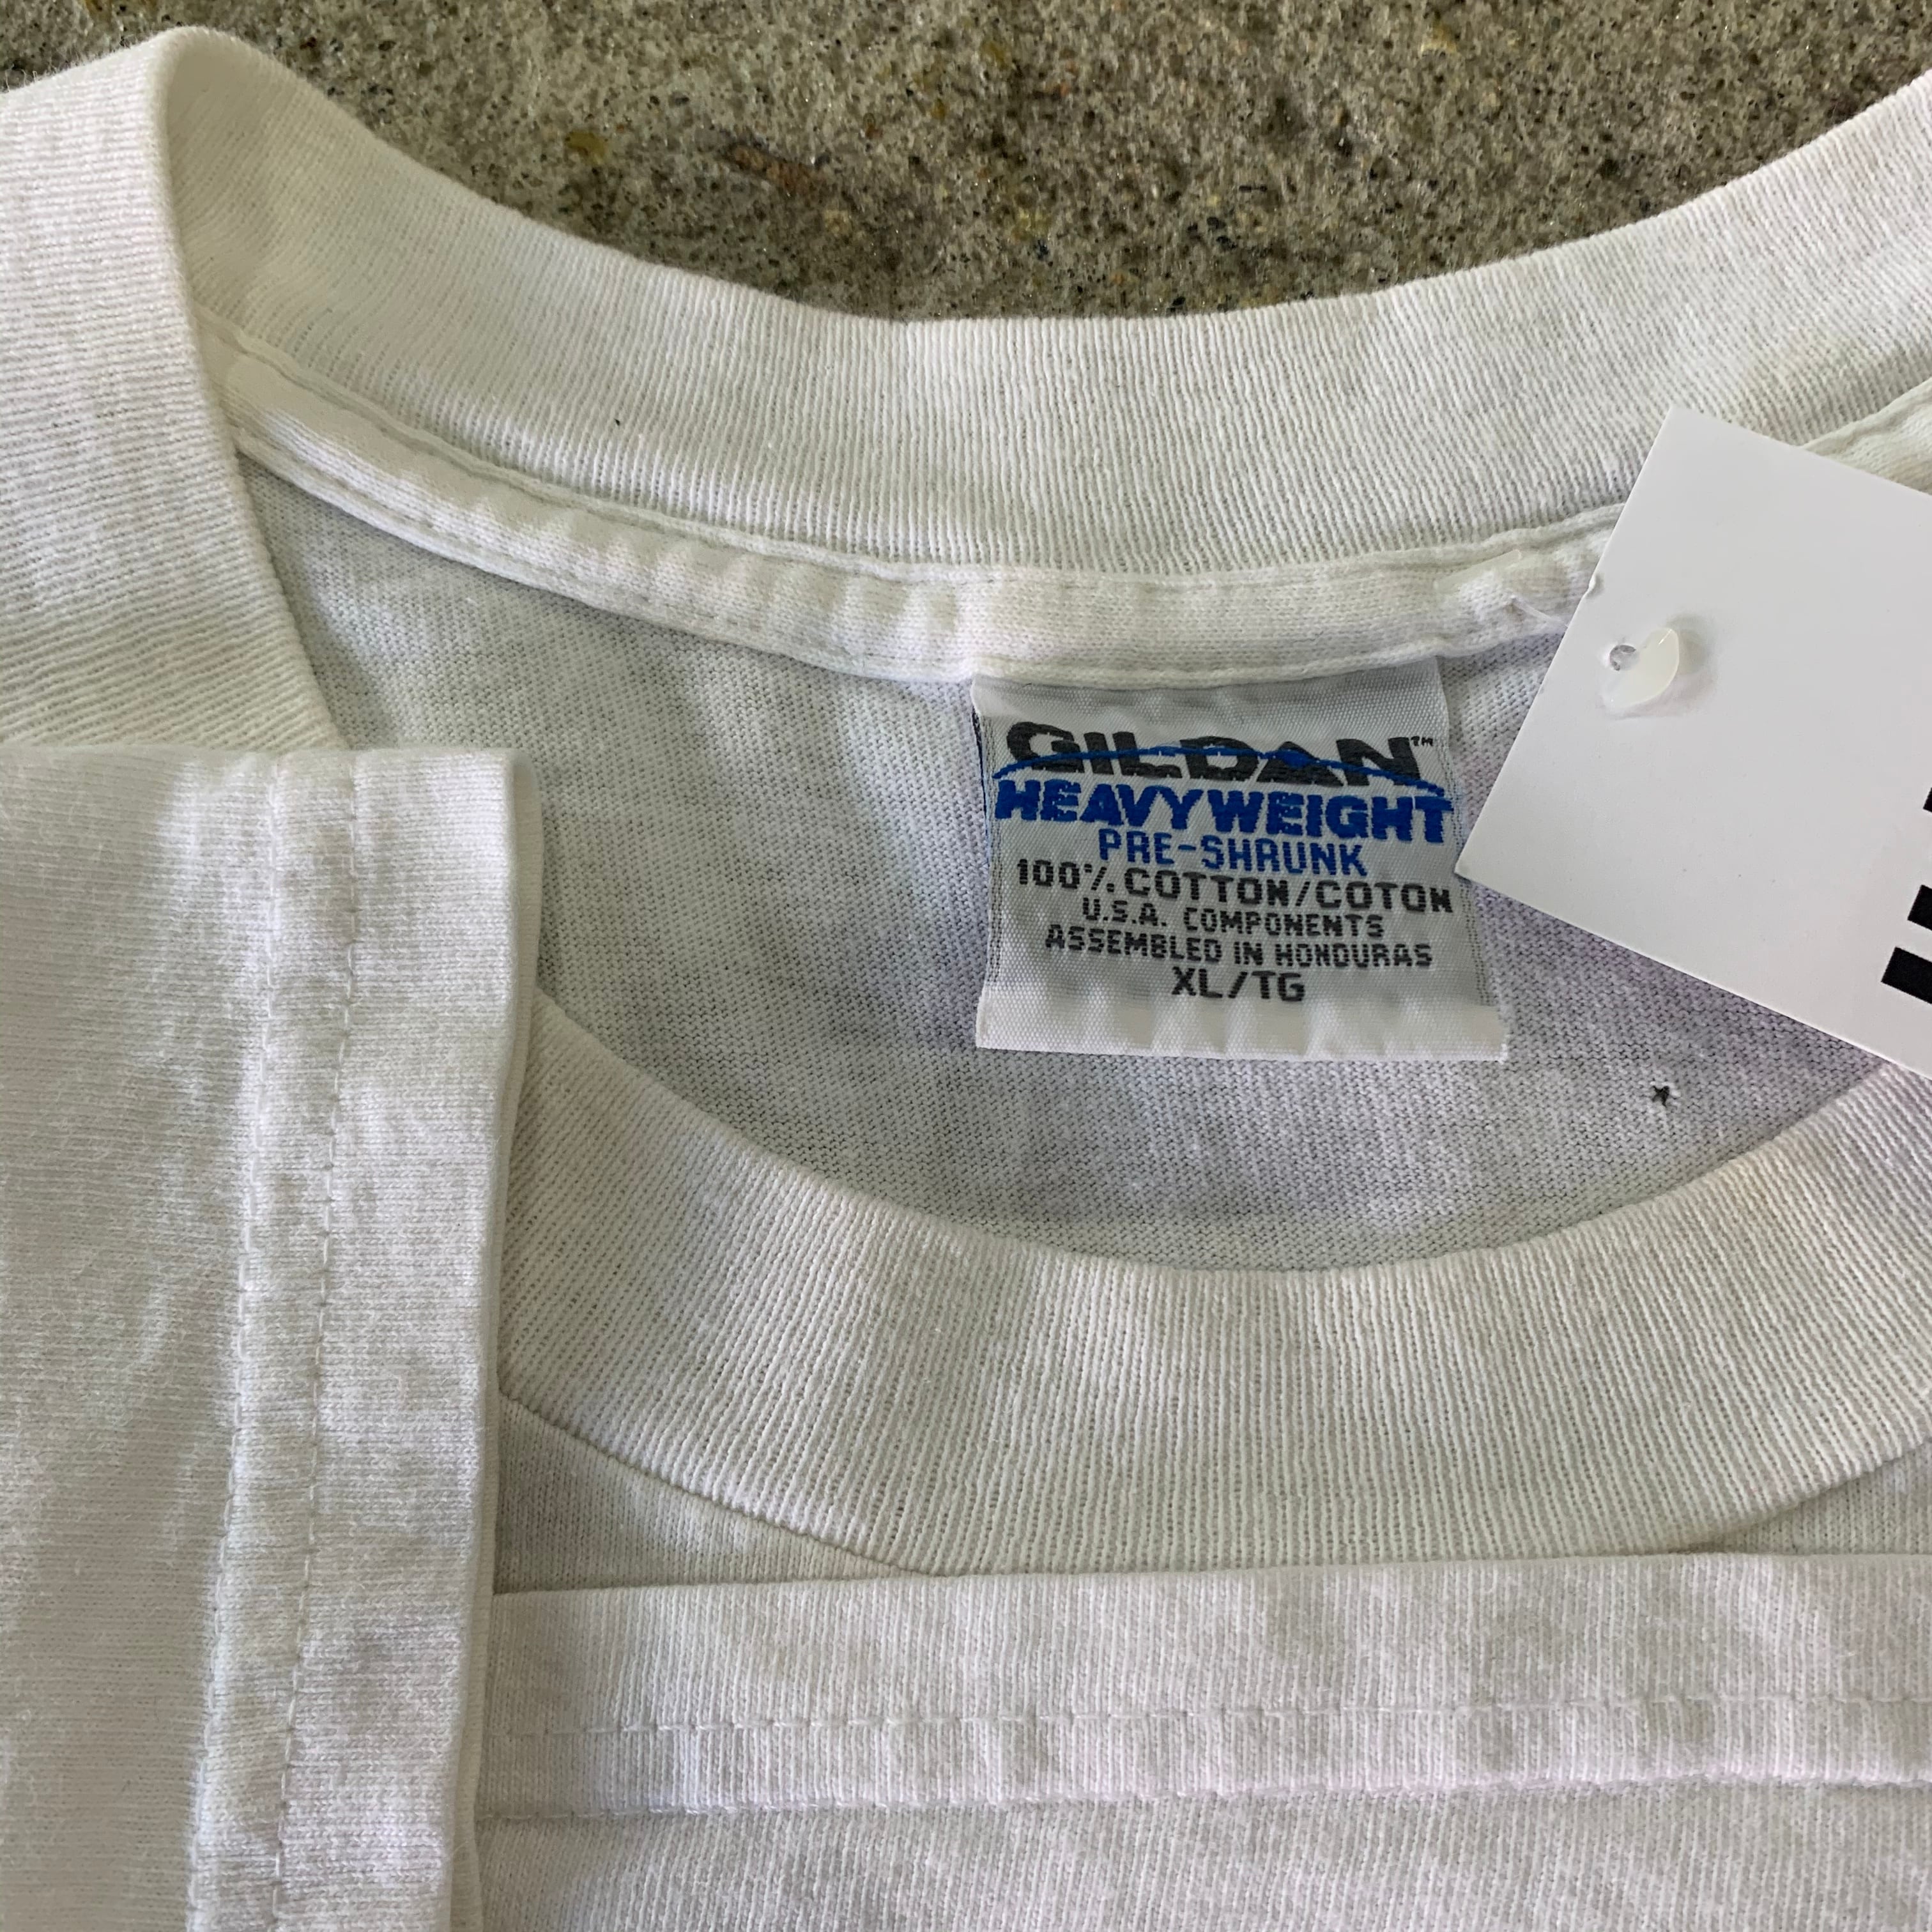 GILDAN™
HEAVYWEIGHT
PRE-SHRUNK
100% COTTON/COTON
U.S.A. COMPONENTS
ASSEMBLED IN HONDURAS
XL/TG